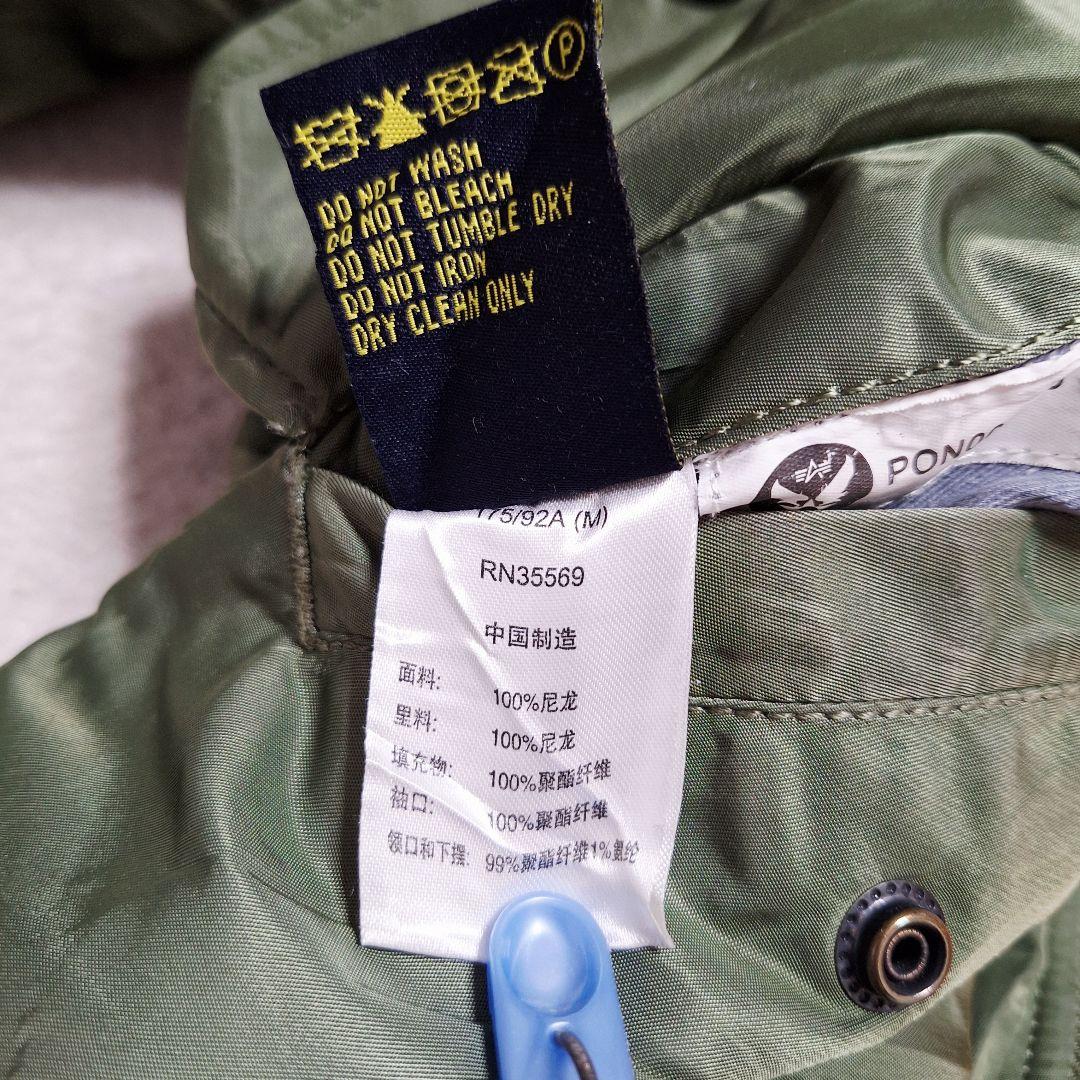 P
DO NOT WASH
DO NOT BLEACH
DO NOT TUMBLE DRY
DO NOT IRON
DRY CLEAN ONLY
175/92A (M)
RN35569
中国制造
面料: 100%尼龙
里料: 100%尼龙
填充物: 100%聚酯纤维
袖口: 100%聚酯纤维
领口和下摆: 99%聚酯纤维1%氨纶